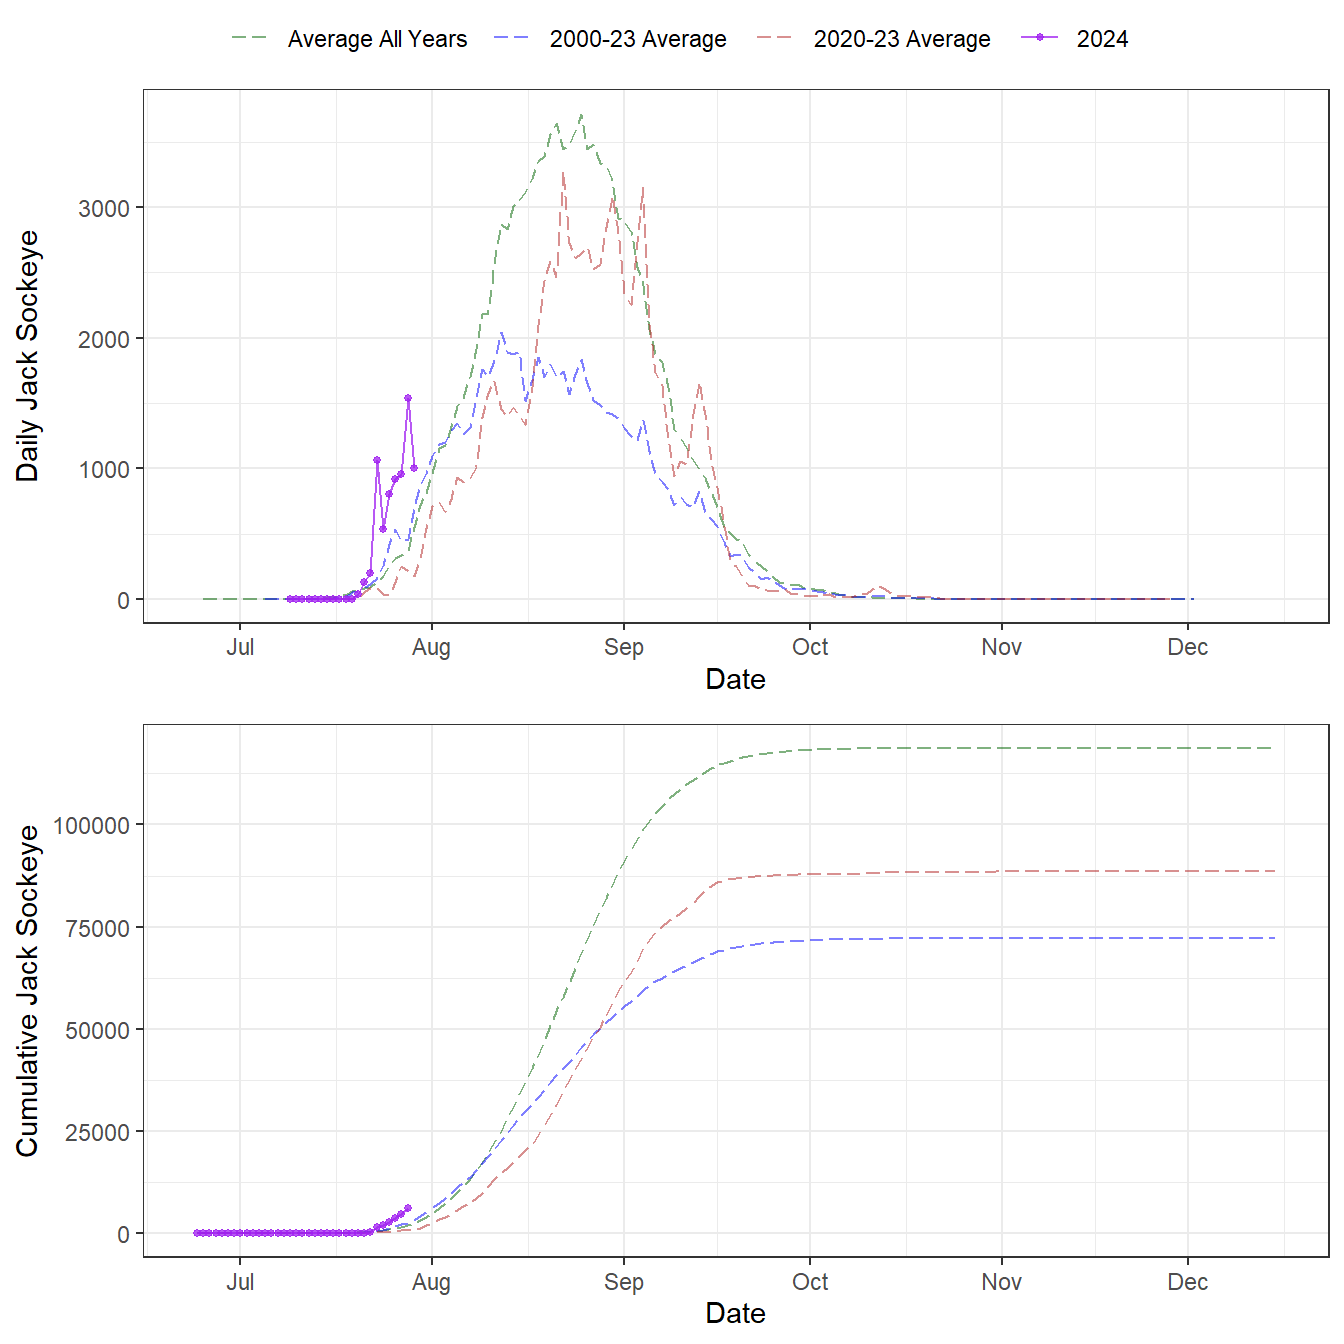 Average All Years 2000-23 Average 2020-23 Average 2024
Daily Jack Sockeye
3000
2000
1000
0
Jul Aug Sep Oct Nov Dec
Date
Cumulative Jack Sockeye
100000
75000
50000
25000
0
Jul Aug Sep Oct Nov Dec
Date